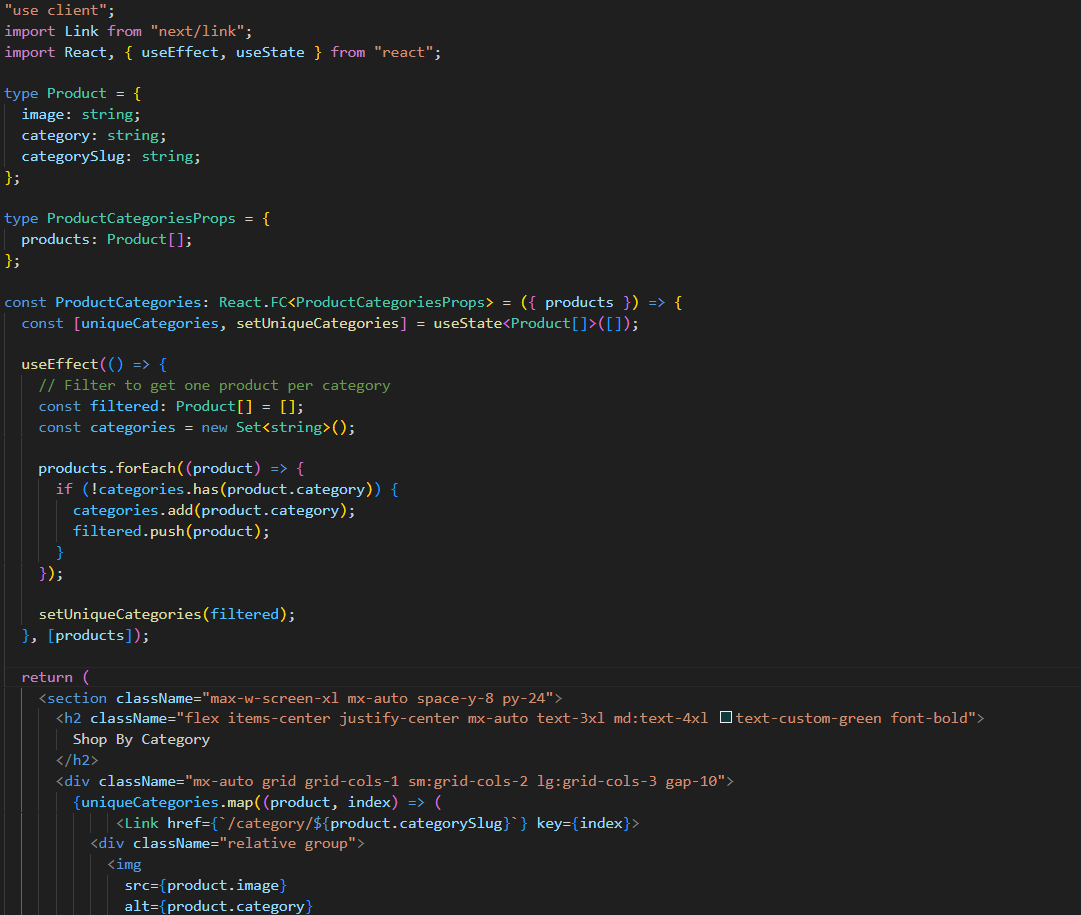 "use client";
import Link from "next/link";
import React, { useEffect, useState } from "react";

type Product = {
  image: string;
  category: string;
  categorySlug: string;
};

type ProductCategoriesProps = {
  products: Product[];
};

const ProductCategories: React.FC<ProductCategoriesProps> = ({ products }) => {
  const [uniqueCategories, setUniqueCategories] = useState<Product[]>([]);

  useEffect(() => {
    // Filter to get one product per category
    const filtered: Product[] = [];
    const categories = new Set<string>();

    products.forEach((product) => {
      if (!categories.has(product.category)) {
        categories.add(product.category);
        filtered.push(product);
      }
    });

    setUniqueCategories(filtered);
  }, [products]);

  return (
    <section className="max-w-screen-xl mx-auto space-y-8 py-24">
      <h2 className="flex items-center justify-center mx-auto text-3xl md:text-4xl text-custom-green font-bold">
        Shop By Category
      </h2>
      <div className="mx-auto grid grid-cols-1 sm:grid-cols-2 lg:grid-cols-3 gap-10">
        {uniqueCategories.map((product, index) => (
             <Link href={`/category/${product.categorySlug}`} key={index}>
          <div className="relative group">
            <img
              src={product.image}
              alt={product.category}